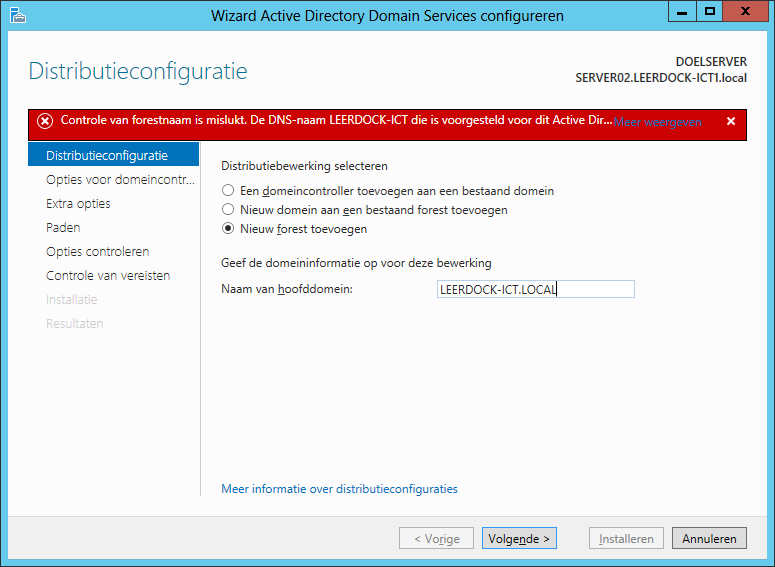 Wizard Active Directory Domain Services configureren
Distributieconfiguratie
DOELSERVER
SERVER02.LEERDOCK-ICT1.local
Controle van forestnaam is mislukt. De DNS-naam LEERDOCK-ICT die is voorgesteld voor dit Active Dir... Meer weergeven
Distributieconfiguratie
Opties voor domeincontr...
Extra opties
Paden
Opties controleren
Controle van vereisten
Installatie
Resultaten
Distributiebewerking selecteren
Een domeincontroller toevoegen aan een bestaand domein
Nieuw domein aan een bestaand forest toevoegen
Nieuw forest toevoegen
Geef de domeininformatie op voor deze bewerking
Naam van hoofddomein: LEERDOCK-ICT.LOCAL
Meer informatie over distributieconfiguraties
< Vorige Volgende > Installeren Annuleren